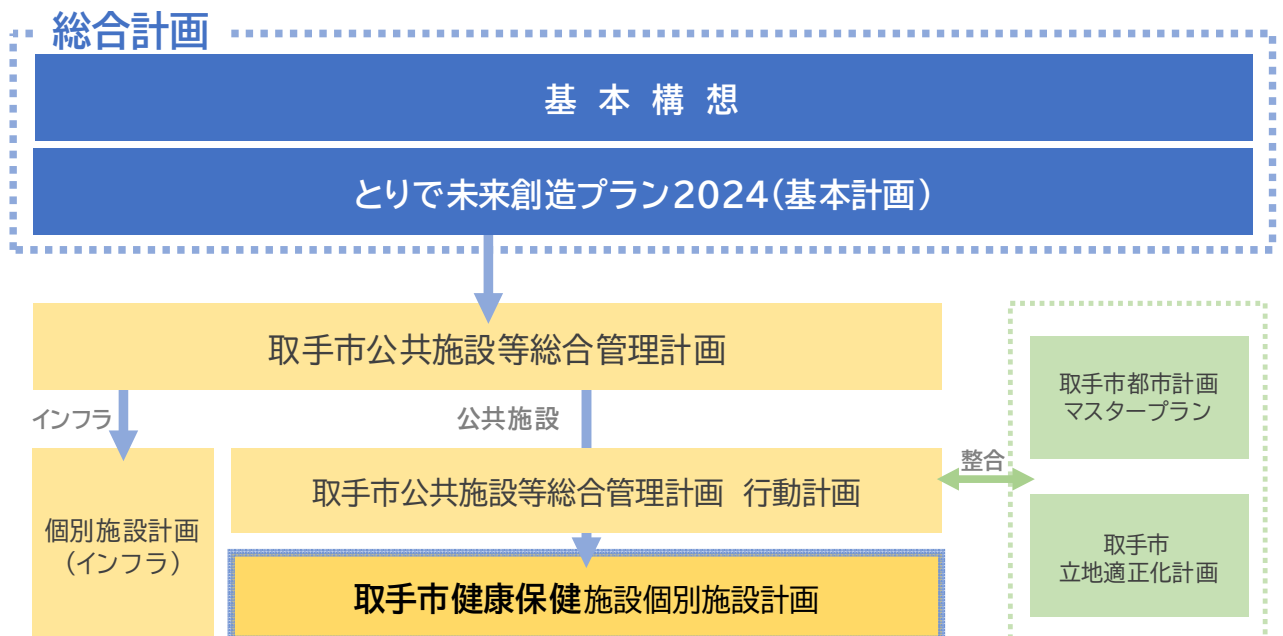 総合計画
基本構想
とりで未来創造プラン2024(基本計画)
取手市公共施設等総合管理計画
インフラ
公共施設
取手市都市計画
マスタープラン
整合
取手市公共施設等総合管理計画 行動計画
個別施設計画
(インフラ)
取手市
立地適正化計画
取手市健康保健施設個別施設計画